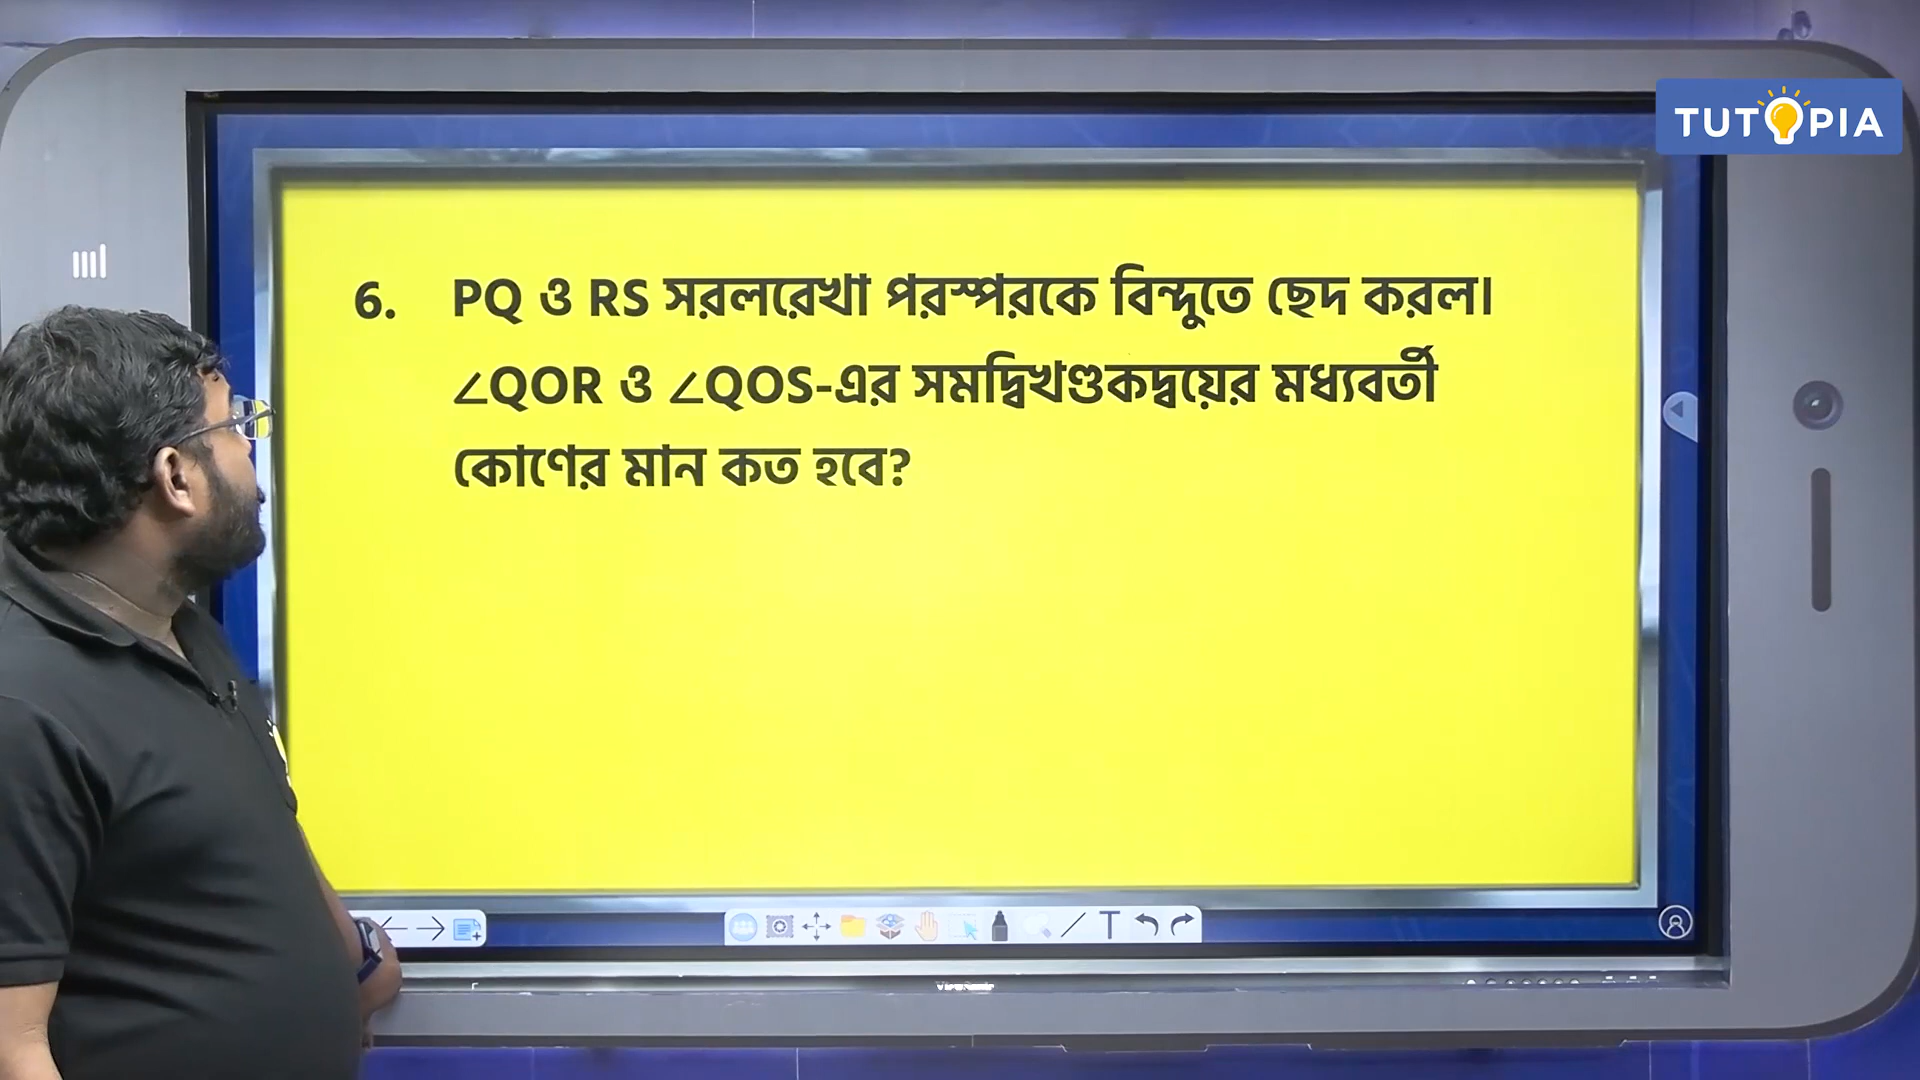 TUTOPIA
6. PQ ও RS সরলরেখা পরস্পরকে বিন্দুতে ছেদ করল।
∠QOR ও ∠QOS-এর সমদ্বিখণ্ডকদ্বয়ের মধ্যবর্তী
কোণের মান কত হবে?